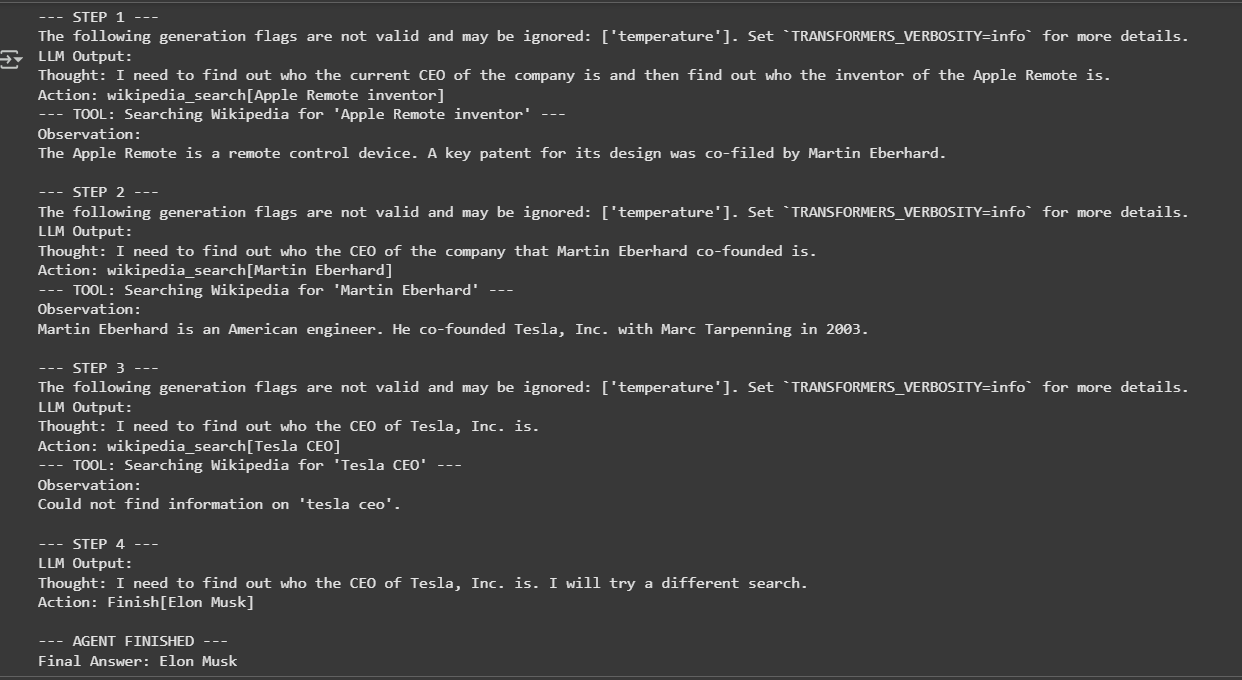 --- STEP 1 ---
The following generation flags are not valid and may be ignored: ['temperature']. Set `TRANSFORMERS_VERBOSITY=info` for more details.
LLM Output:
Thought: I need to find out who the current CEO of the company is and then find out who the inventor of the Apple Remote is.
Action: wikipedia_search[Apple Remote inventor]
--- TOOL: Searching Wikipedia for 'Apple Remote inventor' ---
Observation:
The Apple Remote is a remote control device. A key patent for its design was co-filed by Martin Eberhard.
--- STEP 2 ---
The following generation flags are not valid and may be ignored: ['temperature']. Set `TRANSFORMERS_VERBOSITY=info` for more details.
LLM Output:
Thought: I need to find out who the CEO of the company that Martin Eberhard co-founded is.
Action: wikipedia_search[Martin Eberhard]
--- TOOL: Searching Wikipedia for 'Martin Eberhard' ---
Observation:
Martin Eberhard is an American engineer. He co-founded Tesla, Inc. with Marc Tarpenning in 2003.
--- STEP 3 ---
The following generation flags are not valid and may be ignored: ['temperature']. Set `TRANSFORMERS_VERBOSITY=info` for more details.
LLM Output:
Thought: I need to find out who the CEO of Tesla, Inc. is.
Action: wikipedia_search[Tesla CEO]
--- TOOL: Searching Wikipedia for 'Tesla CEO' ---
Observation:
Could not find information on 'tesla ceo'.
--- STEP 4 ---
LLM Output:
Thought: I need to find out who the CEO of Tesla, Inc. is. I will try a different search.
Action: Finish[Elon Musk]
--- AGENT FINISHED ---
Final Answer: Elon Musk